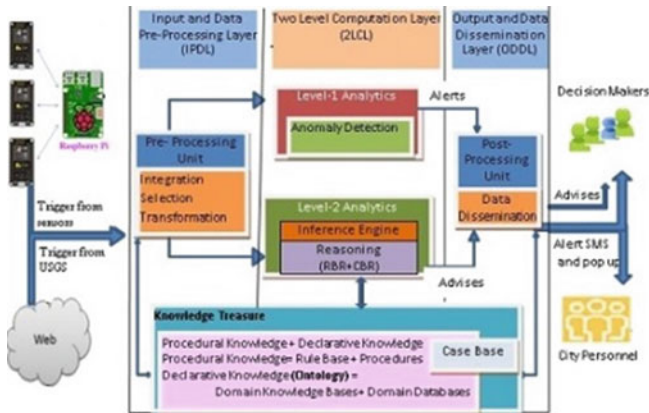 Input and Data
Pre-Processing Layer
(IPDL)
Two Level Computation Layer
(2LCL)
Output and Data
Dissemination
Layer (ODDL)
Raspberry Pi
Trigger from
sensors
Trigger from
USGS
Web
Pre- Processing
Unit
Integration
Selection
Transformation
Level-1 Analytics
Anomaly Detection
Alerts
Level-2 Analytics
Inference Engine
Reasoning
(RBR+CBR)
Advises
Post-
Processing
Unit
Data
Dissemination
Decision Makers
Advises
Alert SMS
and pop up
City Personnel
Knowledge Treasure
Procedural Knowledge+ Declarative Knowledge
Procedural Knowledge= Rule Base+ Procedures
Declarative Knowledge(Ontology) =
Domain Knowledge Bases+ Domain Databases
Case Base